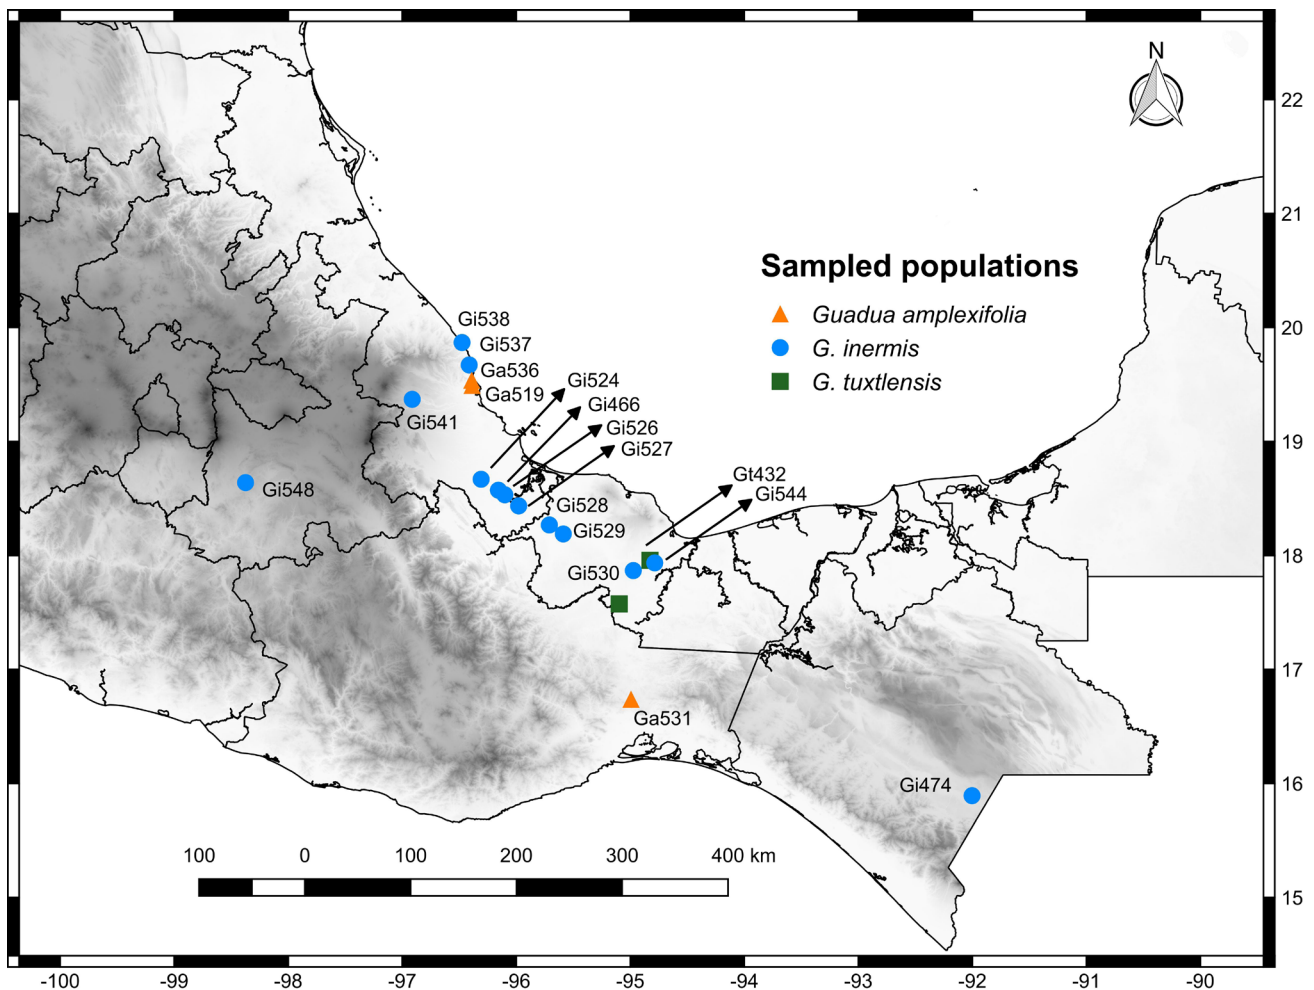 N
22
21
20
19
18
17
16
15
Sampled populations
Guadua amplexifolia
G. inermis
G. tuxtlensis
Gi538
Gi537
Ga536
Ga519
Gi541
Gi524
Gi466
Gi526
Gi527
Gi548
Gi528
Gi529
Gt432
Gi544
Gi530
Ga531
Gi474
100 0 100 200 300 400 km
-100 -99 -98 -97 -96 -95 -94 -93 -92 -91 -90